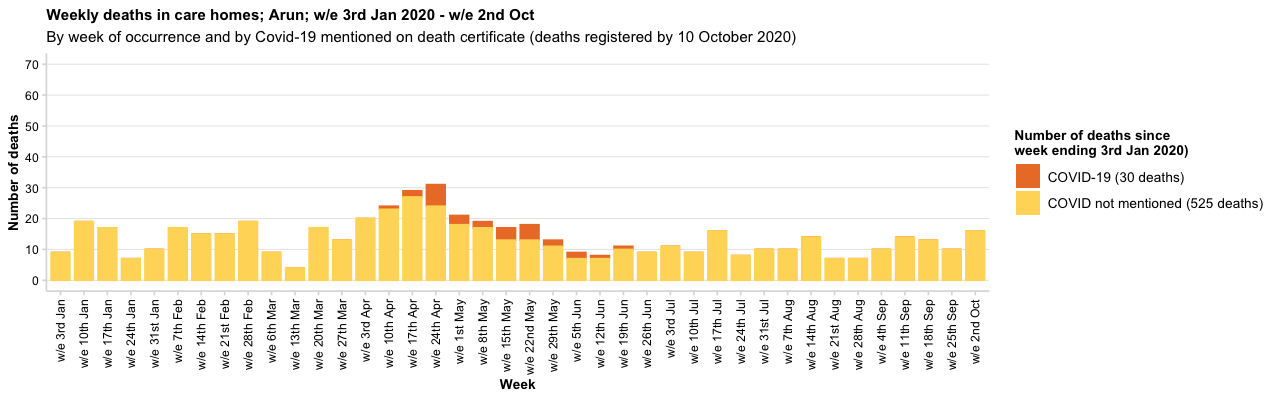 Weekly deaths in care homes; Arun; w/e 3rd Jan 2020 - w/e 2nd Oct
By week of occurrence and by Covid-19 mentioned on death certificate (deaths registered by 10 October 2020)
Number of deaths
70
60
50
40
30
20
10
0
w/e 3rd Jan
w/e 10th Jan
w/e 17th Jan
w/e 24th Jan
w/e 31st Jan
w/e 7th Feb
w/e 14th Feb
w/e 21st Feb
w/e 28th Feb
w/e 6th Mar
w/e 13th Mar
w/e 20th Mar
w/e 27th Mar
w/e 3rd Apr
w/e 10th Apr
w/e 17th Apr
w/e 24th Apr
w/e 1st May
w/e 8th May
w/e 15th May
w/e 22nd May
w/e 29th May
w/e 5th Jun
w/e 12th Jun
w/e 19th Jun
w/e 26th Jun
w/e 3rd Jul
w/e 10th Jul
w/e 17th Jul
w/e 24th Jul
w/e 31st Jul
w/e 7th Aug
w/e 14th Aug
w/e 21st Aug
w/e 28th Aug
w/e 4th Sep
w/e 11th Sep
w/e 18th Sep
w/e 25th Sep
w/e 2nd Oct
Week
Number of deaths since
week ending 3rd Jan 2020)
COVID-19 (30 deaths)
COVID not mentioned (525 deaths)